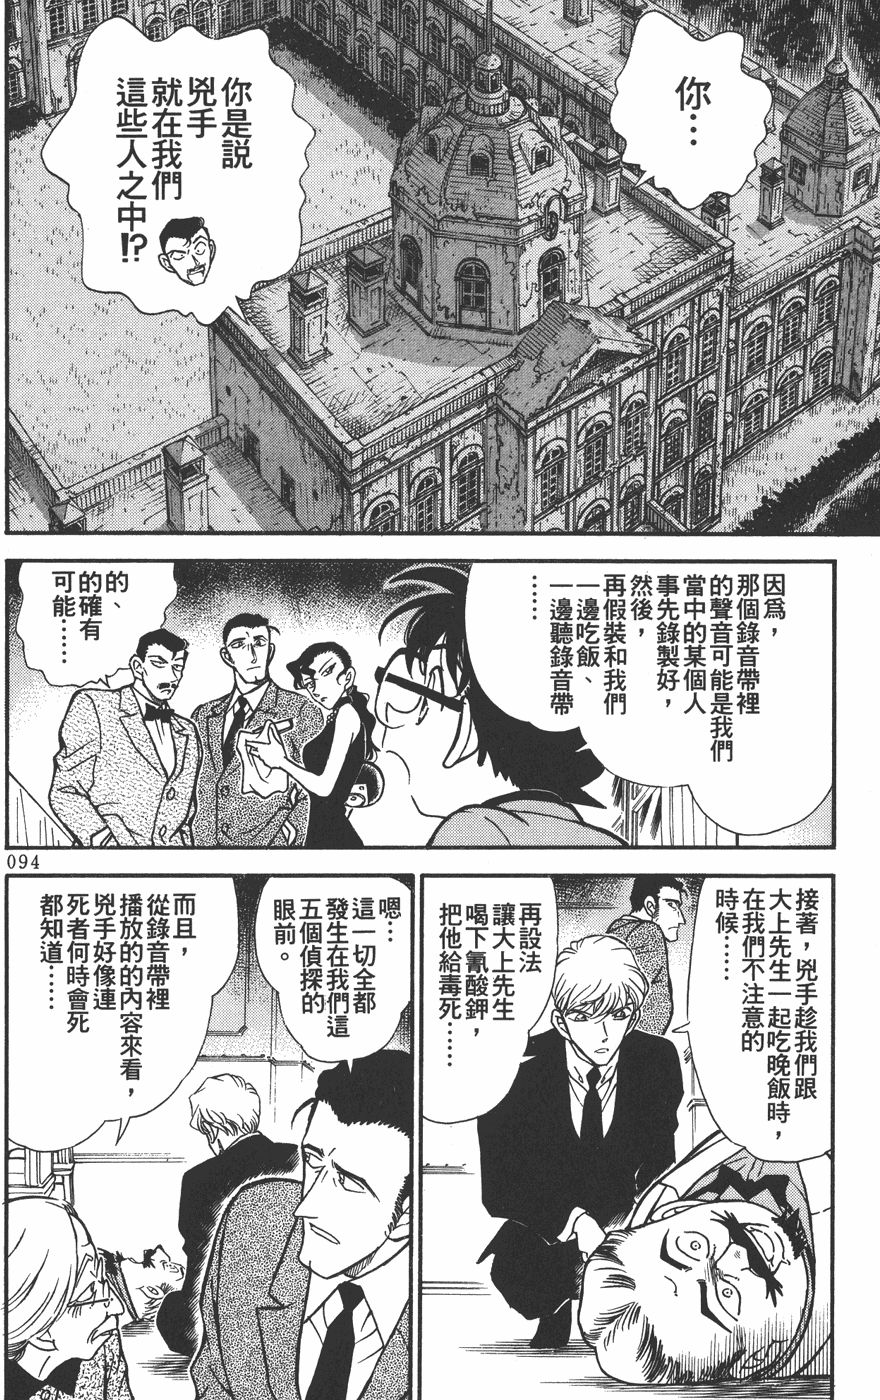 你…
你是說
兇手
就在我們
這些人之中!?
因為，
那個錄音帶裡
的聲音可能是我們
當中的某個人
事先錄製好，
然後，
再假裝和我們
一邊吃飯、
一邊聽錄音帶
……
的、
的確有
可能……
094
接著，兇手趁我們跟
大上先生一起吃晚飯時，
在我們不注意的
時候……
再設法
讓大上先生
喝下氰酸鉀，
把他給毒死……
嗯…
這一切全都
發生在我們這
五個偵探的
眼前。
而且，
從錄音帶裡
播放的的內容來看，
兇手好像連
死者何時會死
都知道……